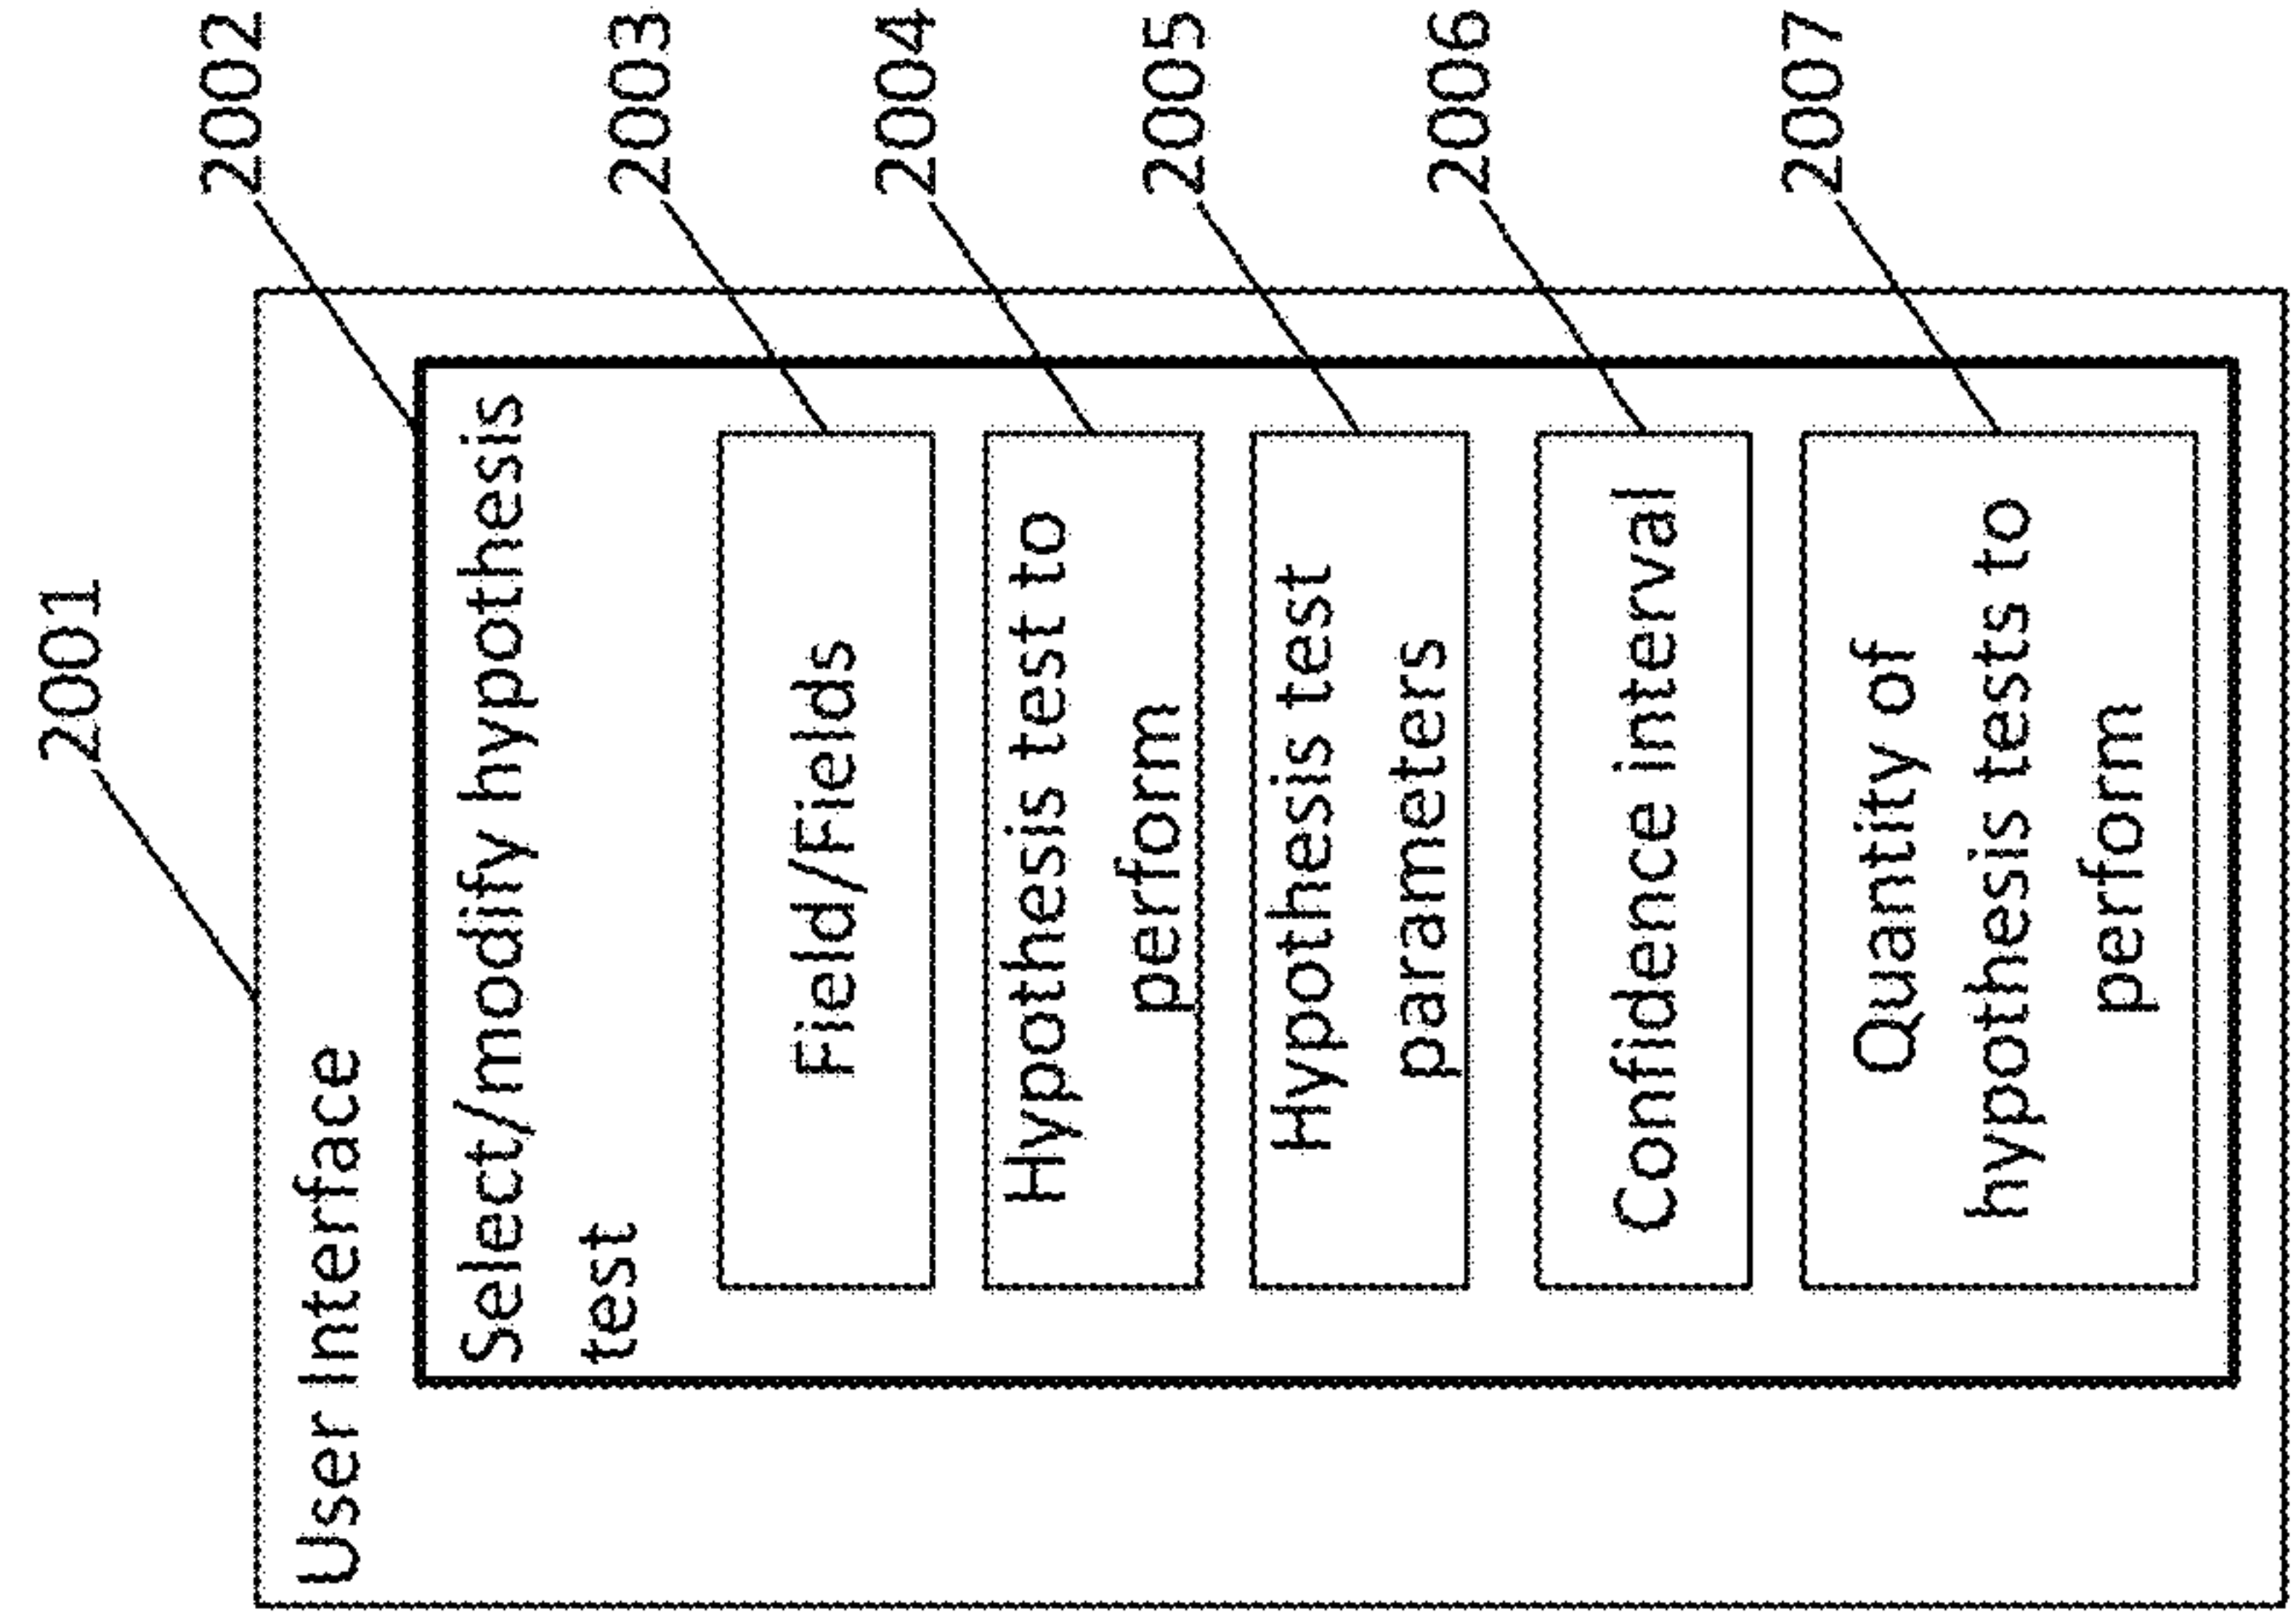 2001
User Interface
2002
Select/modify hypothesis
test
2003
Field/Fields
2004
Hypothesis test to
perform
2005
Hypothesis test
parameters
2006
Confidence interval
2007
Quantity of
hypothesis tests to
perform